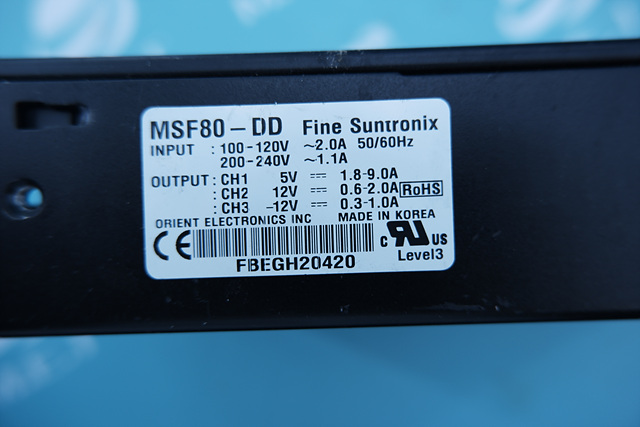 MSF80-DD Fine Suntronix
INPUT : 100-120V ~2.0A 50/60Hz
200-240V ~1.1A
OUTPUT : CH1 5V ⎓ 1.8-9.0A
: CH2 12V ⎓ 0.6-2.0A RoHS
: CH3 -12V ⎓ 0.3-1.0A
ORIENT ELECTRONICS INC MADE IN KOREA
CE c RU US
FBEGH20420 Level3